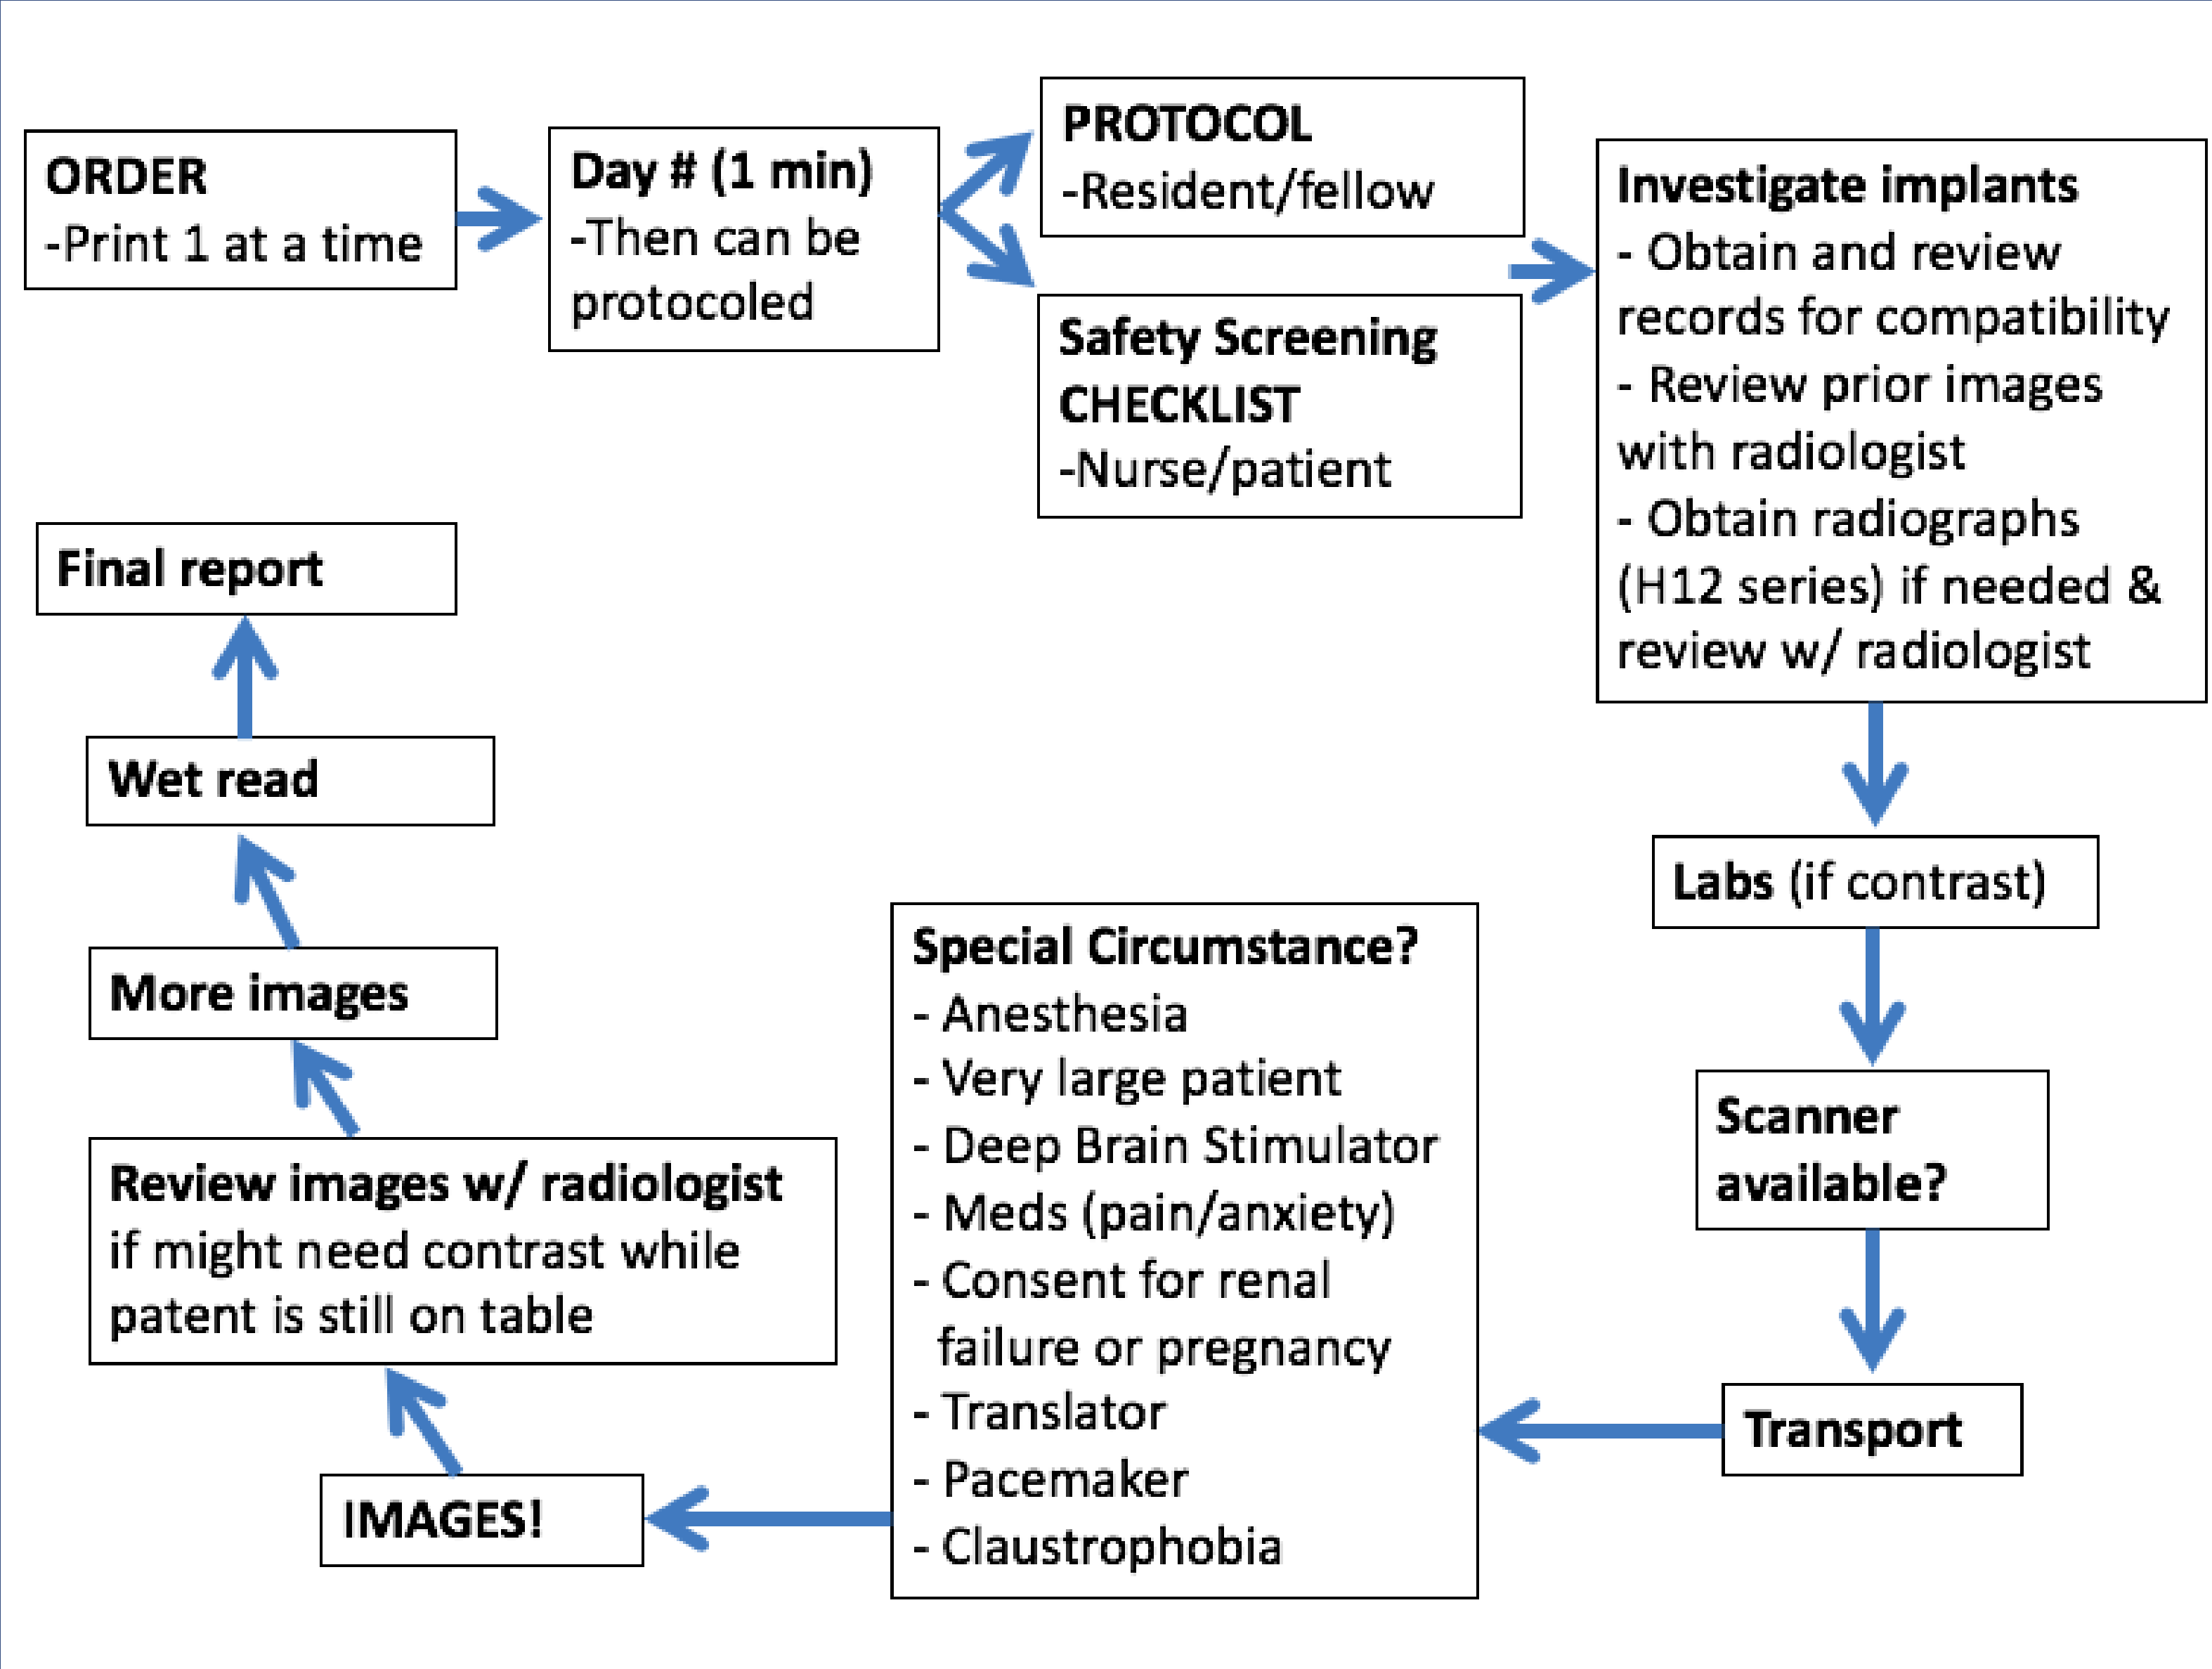 ORDER
-Print 1 at a time
Day # (1 min)
-Then can be
protocoled
PROTOCOL
-Resident/fellow
Safety Screening
CHECKLIST
-Nurse/patient
Investigate implants
- Obtain and review
records for compatibility
- Review prior images
with radiologist
- Obtain radiographs
(H12 series) if needed &
review w/ radiologist
Labs (if contrast)
Scanner
available?
Transport
Special Circumstance?
- Anesthesia
- Very large patient
- Deep Brain Stimulator
- Meds (pain/anxiety)
- Consent for renal
failure or pregnancy
- Translator
- Pacemaker
- Claustrophobia
IMAGES!
Review images w/ radiologist
if might need contrast while
patent is still on table
More images
Wet read
Final report